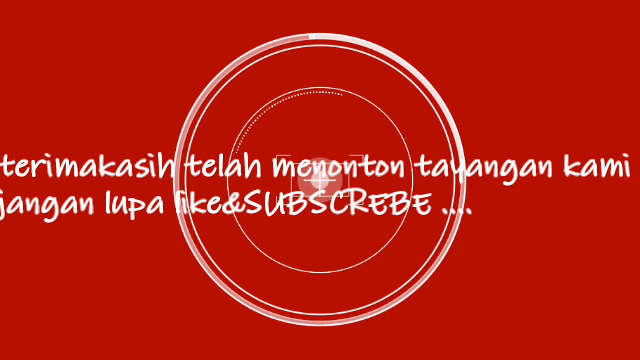 terimakasih telah menonton tayangan kami
jangan lupa like&SUBSCREBE ....